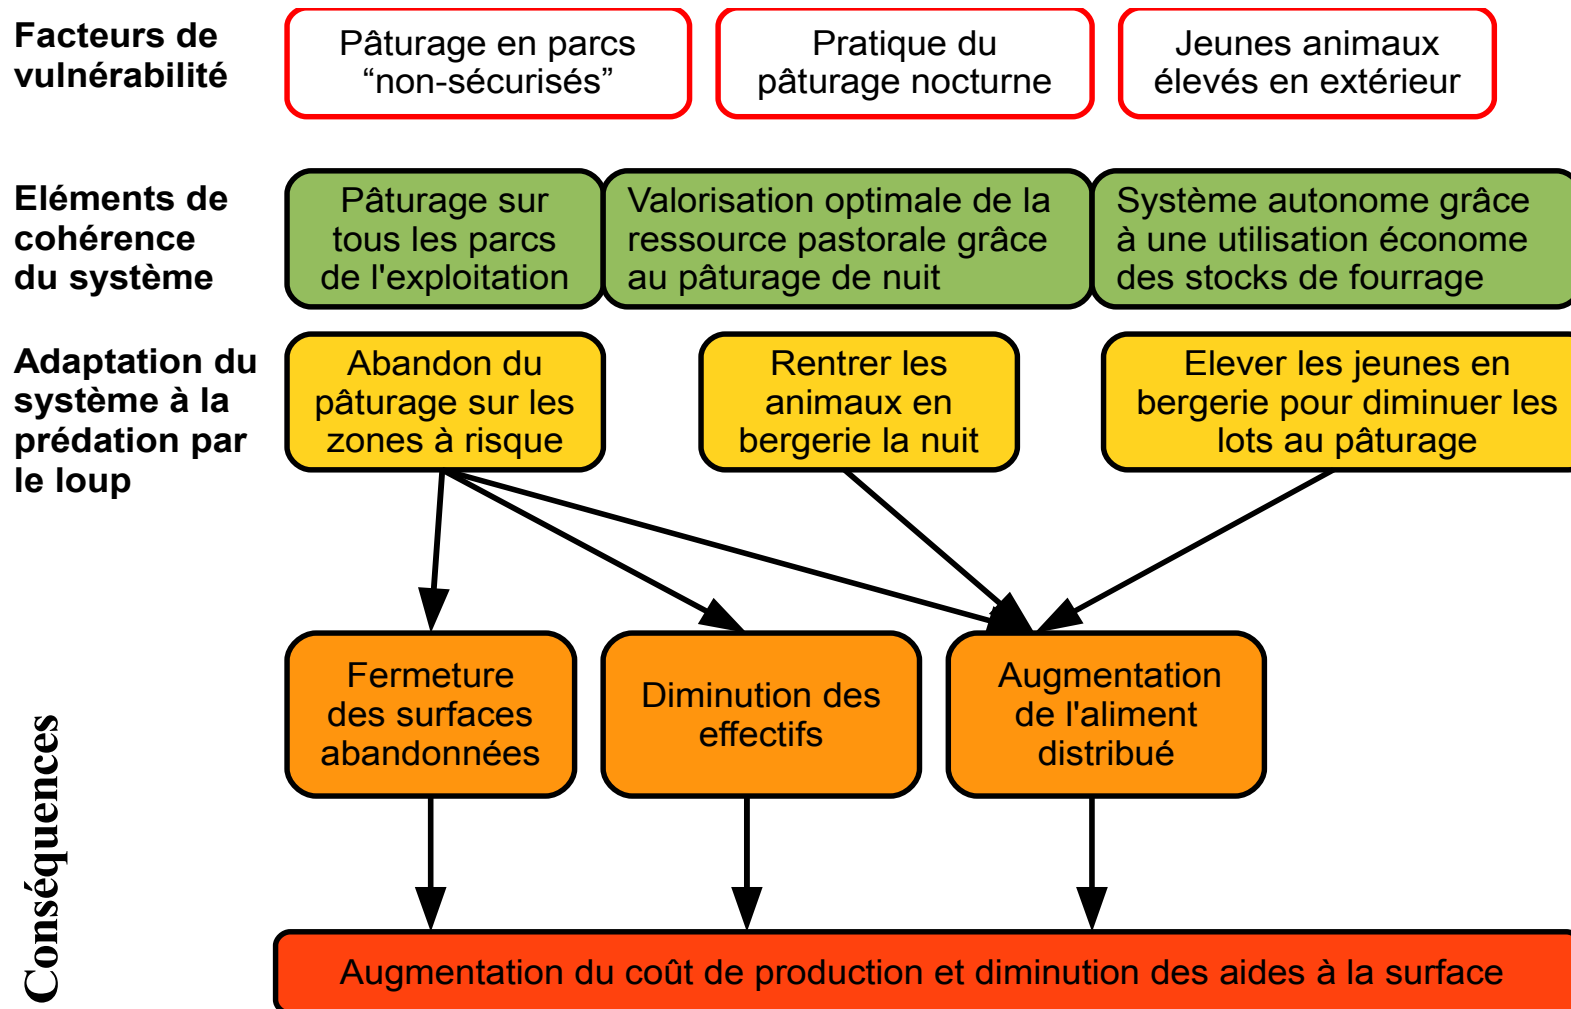 Facteurs de
vulnérabilité
Pâturage en parcs
“non-sécurisés”
Pratique du
pâturage nocturne
Jeunes animaux
élevés en extérieur
Eléments de
cohérence
du système
Pâturage sur
tous les parcs
de l'exploitation
Valorisation optimale de la
ressource pastorale grâce
au pâturage de nuit
Système autonome grâce
à une utilisation économe
des stocks de fourrage
Adaptation du
système à la
prédation par
le loup
Abandon du
pâturage sur les
zones à risque
Rentrer les
animaux en
bergerie la nuit
Elever les jeunes en
bergerie pour diminuer les
lots au pâturage
Conséquences
Fermeture
des surfaces
abandonnées
Diminution des
effectifs
Augmentation
de l'aliment
distribué
Augmentation du coût de production et diminution des aides à la surface